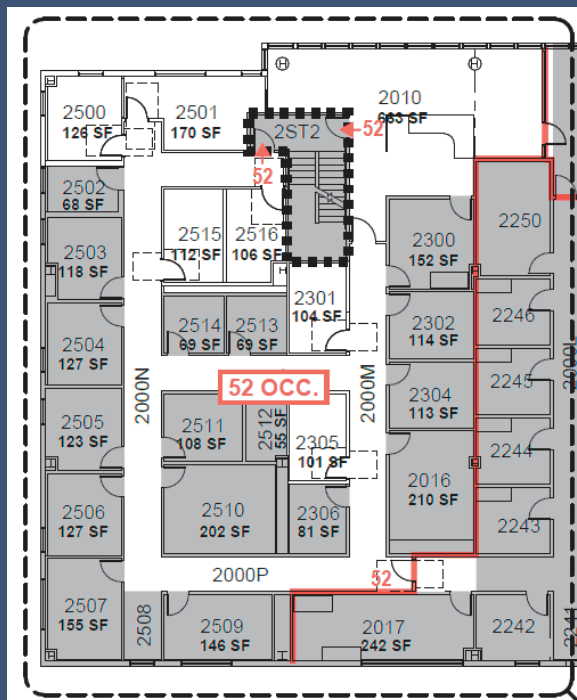 2500
126 SF
2501
170 SF
2010
663 SF
2ST2
52
52
2502
68 SF
2503
118 SF
2515
112 SF
2516
106 SF
2300
152 SF
2250
2504
127 SF
2514
69 SF
2513
69 SF
2301
104 SF
2302
114 SF
2246
2000L
2000N
52 OCC.
2000M
2304
113 SF
2245
2505
123 SF
2511
108 SF
2512
55 SF
2305
101 SF
2244
2506
127 SF
2510
202 SF
2306
81 SF
2016
210 SF
2243
2000P
52
2507
155 SF
2508
2509
146 SF
2017
242 SF
2242
2241